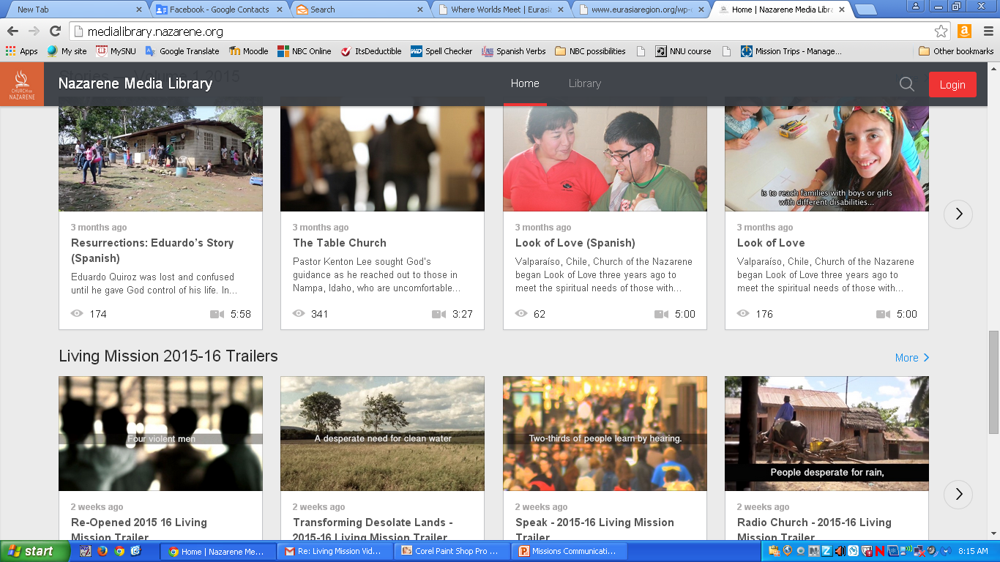 New Tab
Facebook - Google Contacts
Search
Where Worlds Meet | Eurasi
www.eurasiaregion.org/wp-
Home | Nazarene Media Libra
medialibrary.nazarene.org
Apps
My site
MySNU
Google Translate
Moodle
NBC Online
ItsDeductible
Spell Checker
Spanish Verbs
NBC possibilities
NNU course
Mission Trips - Manage...
Other bookmarks
Stories — Volume 1 2015
CHURCH OF THE
NAZARENE
Nazarene Media Library
Home
Library
Login
is to reach families with boys or girls
with different disabilities...
3 months ago
Resurrections: Eduardo’s Story
(Spanish)
Eduardo Quiroz was lost and confused
until he gave God control of his life. In...
174
5:58
3 months ago
The Table Church
Pastor Kenton Lee sought God's
guidance as he reached out to those in
Nampa, Idaho, who are uncomfortable...
341
3:27
3 months ago
Look of Love (Spanish)
Valparaíso, Chile, Church of the Nazarene
began Look of Love three years ago to
meet the spiritual needs of those with...
62
5:00
3 months ago
Look of Love
Valparaíso, Chile, Church of the Nazarene
began Look of Love three years ago to
meet the spiritual needs of those with...
176
5:00
Living Mission 2015-16 Trailers
More
Four violent men
A desperate need for clean water
Two-thirds of people learn by hearing.
People desperate for rain,
2 weeks ago
Re-Opened 2015 16 Living
Mission Trailer
2 weeks ago
Transforming Desolate Lands -
2015-16 Living Mission Trailer
2 weeks ago
Speak - 2015-16 Living Mission
Trailer
2 weeks ago
Radio Church - 2015-16 Living
Mission Trailer
start
Home | Nazarene Me...
Re: Living Mission Vid...
Corel Paint Shop Pro ...
Missions Communicati...
8:15 AM